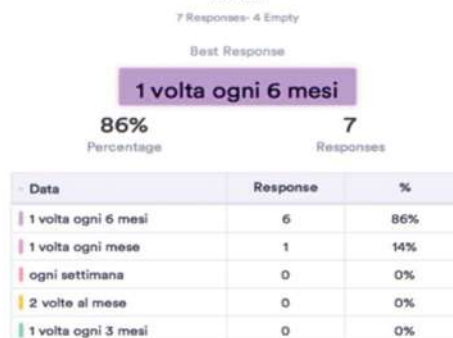 7 Responses- 4 Empty
Best Response
1 volta ogni 6 mesi
86% 7
Percentage Responses
Data Response %
1 volta ogni 6 mesi 6 86%
1 volta ogni mese 1 14%
ogni settimana 0 0%
2 volte al mese 0 0%
1 volta ogni 3 mesi 0 0%